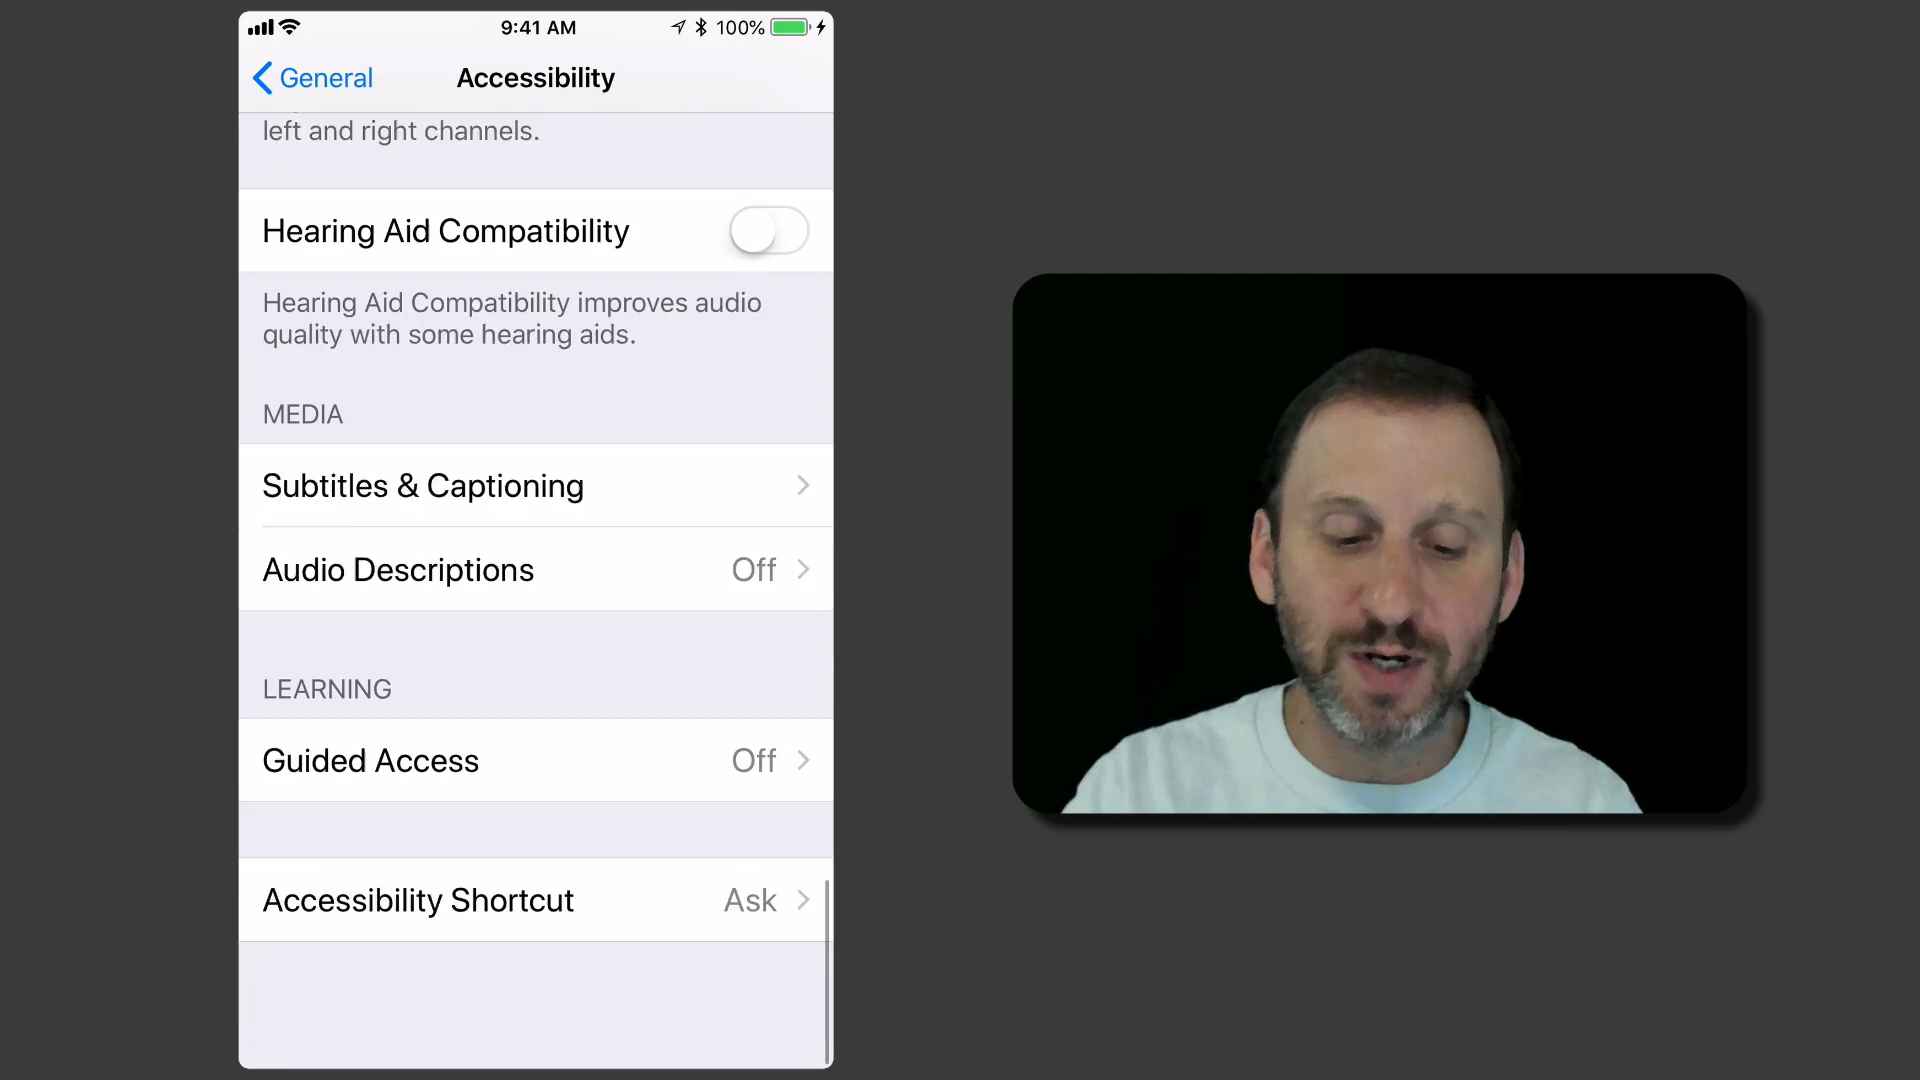 9:41 AM
100%
General
Accessibility
left and right channels.
Hearing Aid Compatibility
Hearing Aid Compatibility improves audio
quality with some hearing aids.
MEDIA
Subtitles & Captioning
Audio Descriptions Off
LEARNING
Guided Access Off
Accessibility Shortcut Ask